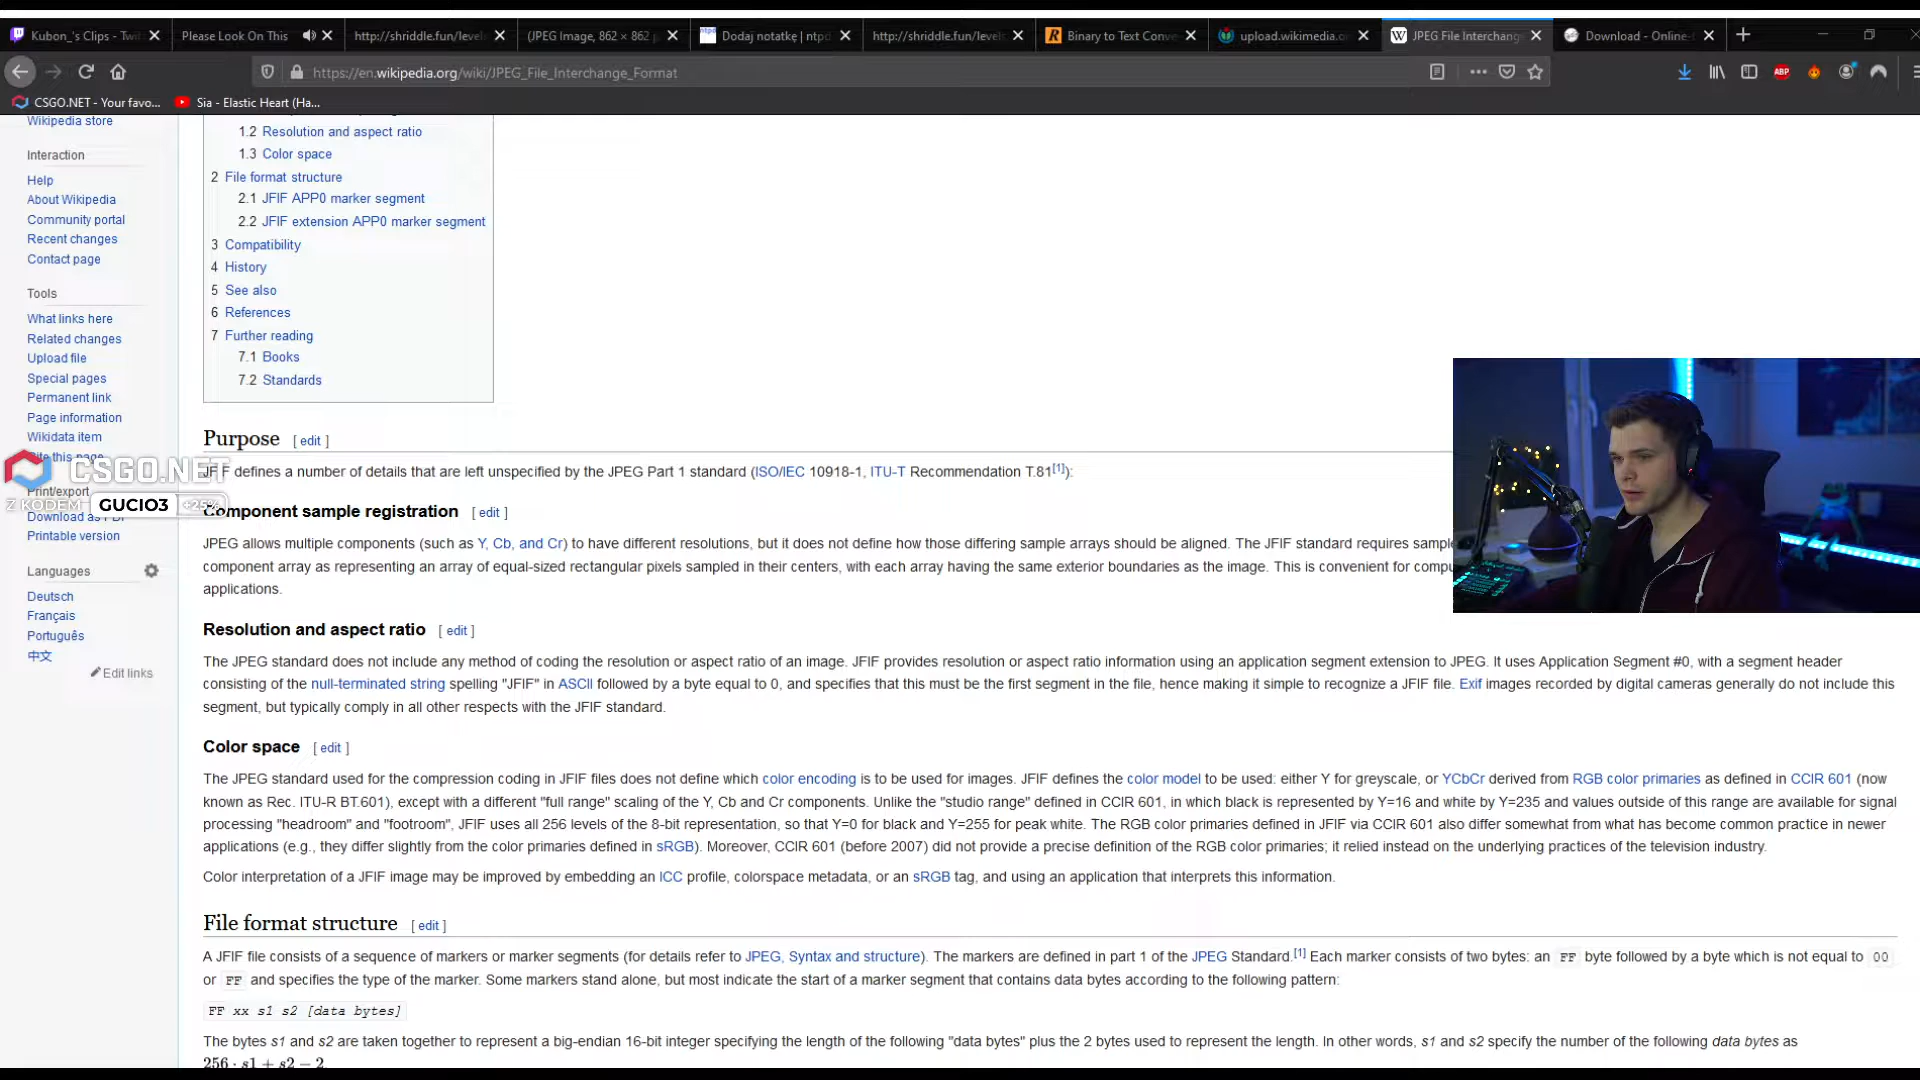 Kubon_'s Clips - Twi
Please Look On This
http://shriddle.fun/level
(JPEG Image, 862 × 862 p
Dodaj notatkę | ntpd
http://shriddle.fun/level
Binary to Text Conve
upload.wikimedia.o
JPEG File Interchang
Download - Online-
https://en.wikipedia.org/wiki/JPEG_File_Interchange_Format
ABP
CSGO.NET - Your favo...
Sia - Elastic Heart (Ha...
Wikipedia store
Interaction
Help
About Wikipedia
Community portal
Recent changes
Contact page
Tools
What links here
Related changes
Upload file
Special pages
Permanent link
Page information
Wikidata item
Cite this page
CSGO.NET
Print/export
Z KODEM GUCIO3 +25%
Download as PDF
Printable version
Languages
Deutsch
Français
Português
中文
Edit links
1.2 Resolution and aspect ratio
1.3 Color space
2 File format structure
2.1 JFIF APP0 marker segment
2.2 JFIF extension APP0 marker segment
3 Compatibility
4 History
5 See also
6 References
7 Further reading
7.1 Books
7.2 Standards
Purpose [ edit ]
JFIF defines a number of details that are left unspecified by the JPEG Part 1 standard (ISO/IEC 10918-1, ITU-T Recommendation T.81[1]):
Component sample registration [ edit ]
JPEG allows multiple components (such as Y, Cb, and Cr) to have different resolutions, but it does not define how those differing sample arrays should be aligned. The JFIF standard requires sampl
component array as representing an array of equal-sized rectangular pixels sampled in their centers, with each array having the same exterior boundaries as the image. This is convenient for compu
applications.
Resolution and aspect ratio [ edit ]
The JPEG standard does not include any method of coding the resolution or aspect ratio of an image. JFIF provides resolution or aspect ratio information using an application segment extension to JPEG. It uses Application Segment #0, with a segment header
consisting of the null-terminated string spelling "JFIF" in ASCII followed by a byte equal to 0, and specifies that this must be the first segment in the file, hence making it simple to recognize a JFIF file. Exif images recorded by digital cameras generally do not include this
segment, but typically comply in all other respects with the JFIF standard.
Color space [ edit ]
The JPEG standard used for the compression coding in JFIF files does not define which color encoding is to be used for images. JFIF defines the color model to be used: either Y for greyscale, or YCbCr derived from RGB color primaries as defined in CCIR 601 (now
known as Rec. ITU-R BT.601), except with a different "full range" scaling of the Y, Cb and Cr components. Unlike the "studio range" defined in CCIR 601, in which black is represented by Y=16 and white by Y=235 and values outside of this range are available for signal
processing "headroom" and "footroom", JFIF uses all 256 levels of the 8-bit representation, so that Y=0 for black and Y=255 for peak white. The RGB color primaries defined in JFIF via CCIR 601 also differ somewhat from what has become common practice in newer
applications (e.g., they differ slightly from the color primaries defined in sRGB). Moreover, CCIR 601 (before 2007) did not provide a precise definition of the RGB color primaries; it relied instead on the underlying practices of the television industry.
Color interpretation of a JFIF image may be improved by embedding an ICC profile, colorspace metadata, or an sRGB tag, and using an application that interprets this information.
File format structure [ edit ]
A JFIF file consists of a sequence of markers or marker segments (for details refer to JPEG, Syntax and structure). The markers are defined in part 1 of the JPEG Standard.[1] Each marker consists of two bytes: an FF byte followed by a byte which is not equal to 00
or FF and specifies the type of the marker. Some markers stand alone, but most indicate the start of a marker segment that contains data bytes according to the following pattern:
FF xx s1 s2 [data bytes]
The bytes s1 and s2 are taken together to represent a big-endian 16-bit integer specifying the length of the following "data bytes" plus the 2 bytes used to represent the length. In other words, s1 and s2 specify the number of the following data bytes as
256 · s1 + s2 − 2.